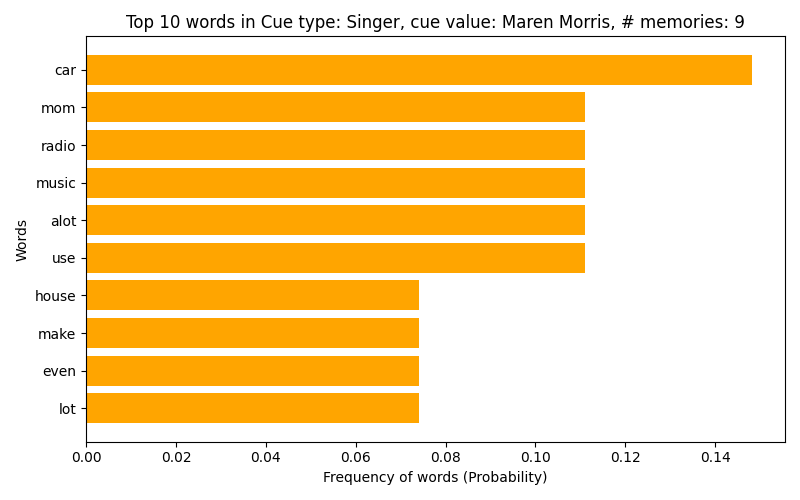 Top 10 words in Cue type: Singer, cue value: Maren Morris, # memories: 9
car
mom
radio
music
alot
use
house
make
even
lot
Words
0.00 0.02 0.04 0.06 0.08 0.10 0.12 0.14
Frequency of words (Probability)